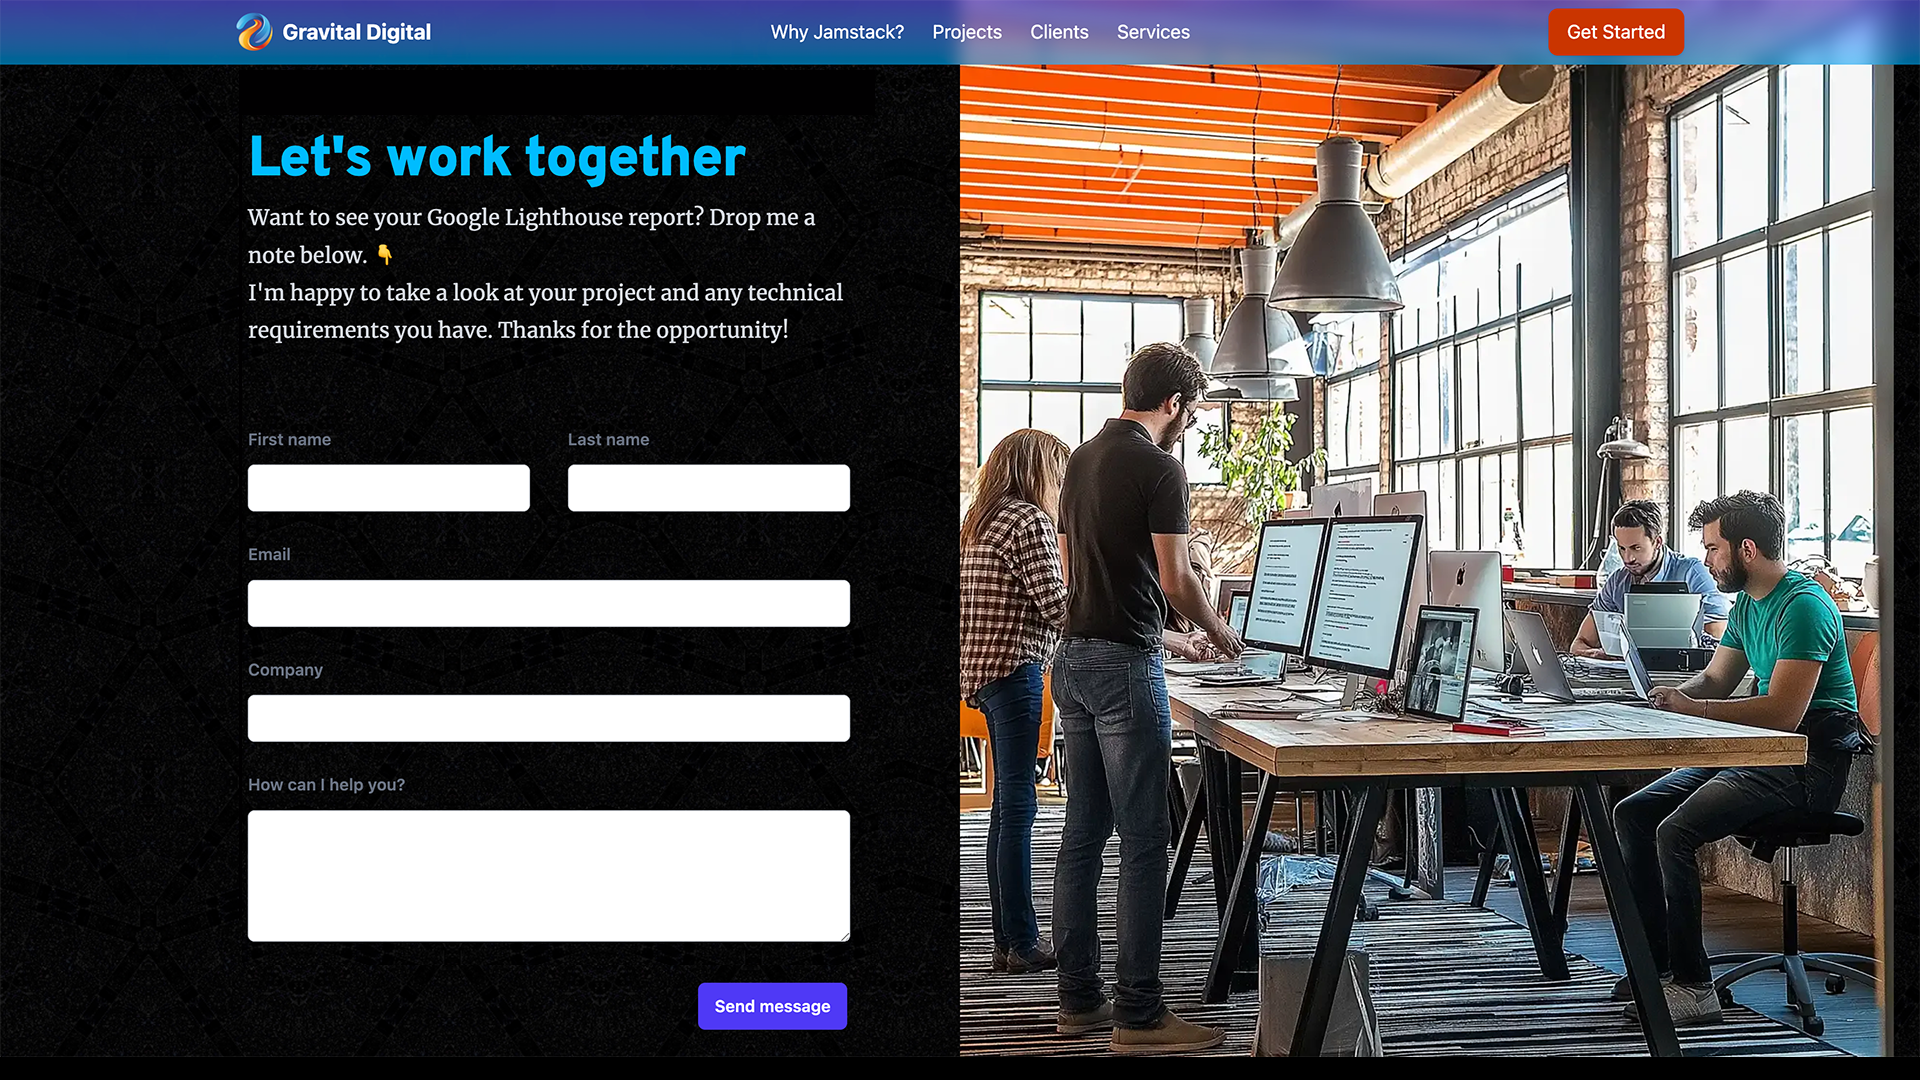 Gravital Digital
Why Jamstack? Projects Clients Services
Get Started
Let's work together
Want to see your Google Lighthouse report? Drop me a
note below. 👇
I'm happy to take a look at your project and any technical
requirements you have. Thanks for the opportunity!
First name Last name
Email
Company
How can I help you?
Send message